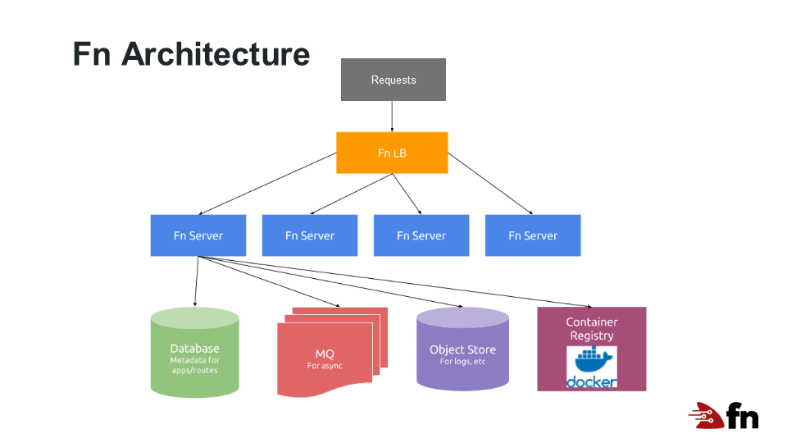 Fn Architecture
Requests
Fn LB
Fn Server
Fn Server
Fn Server
Fn Server
Database
Metadata for
apps/routes
MQ
For async
Object Store
For logs, etc
Container
Registry
docker
fn